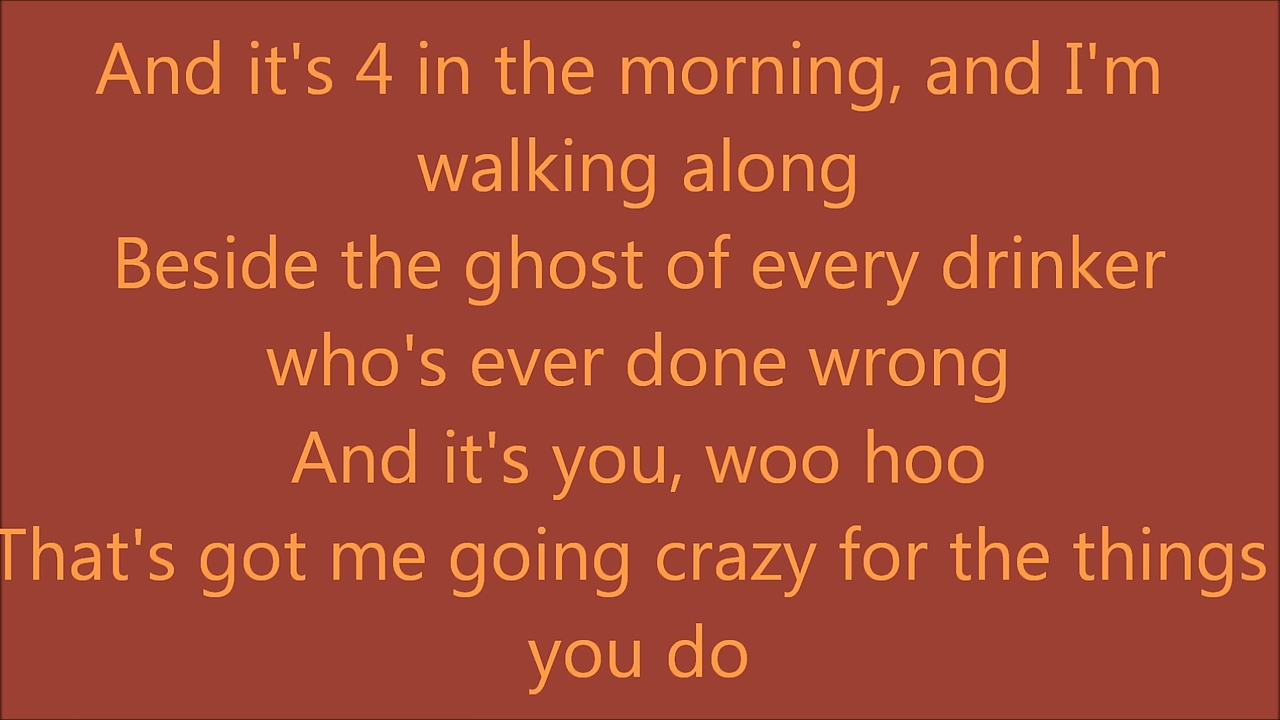 And it's 4 in the morning, and I'm
walking along
Beside the ghost of every drinker
who's ever done wrong
And it's you, woo hoo
That's got me going crazy for the things
you do